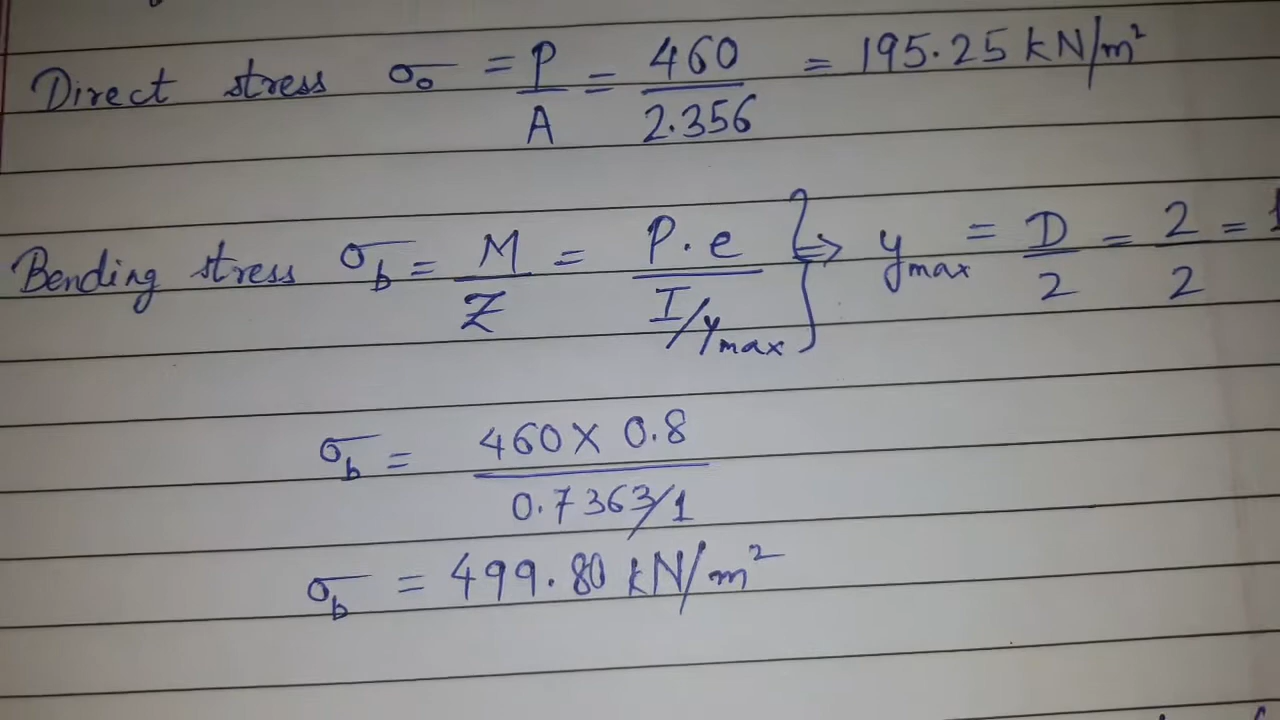 Direct stress σ₀ = P/A = 460/2.356 = 195.25 kN/m²
Bending stress σb = M/Z = P.e/(I/ymax) } ⇒ ymax = D/2 = 2/2 = 1
σb = 460 X 0.8/(0.7363/1)
σb = 499.80 kN/m²